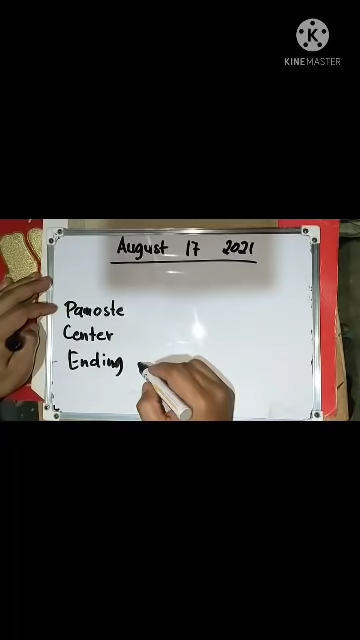 KINEMASTER
August 17 2021
Pamoste
Center
Ending